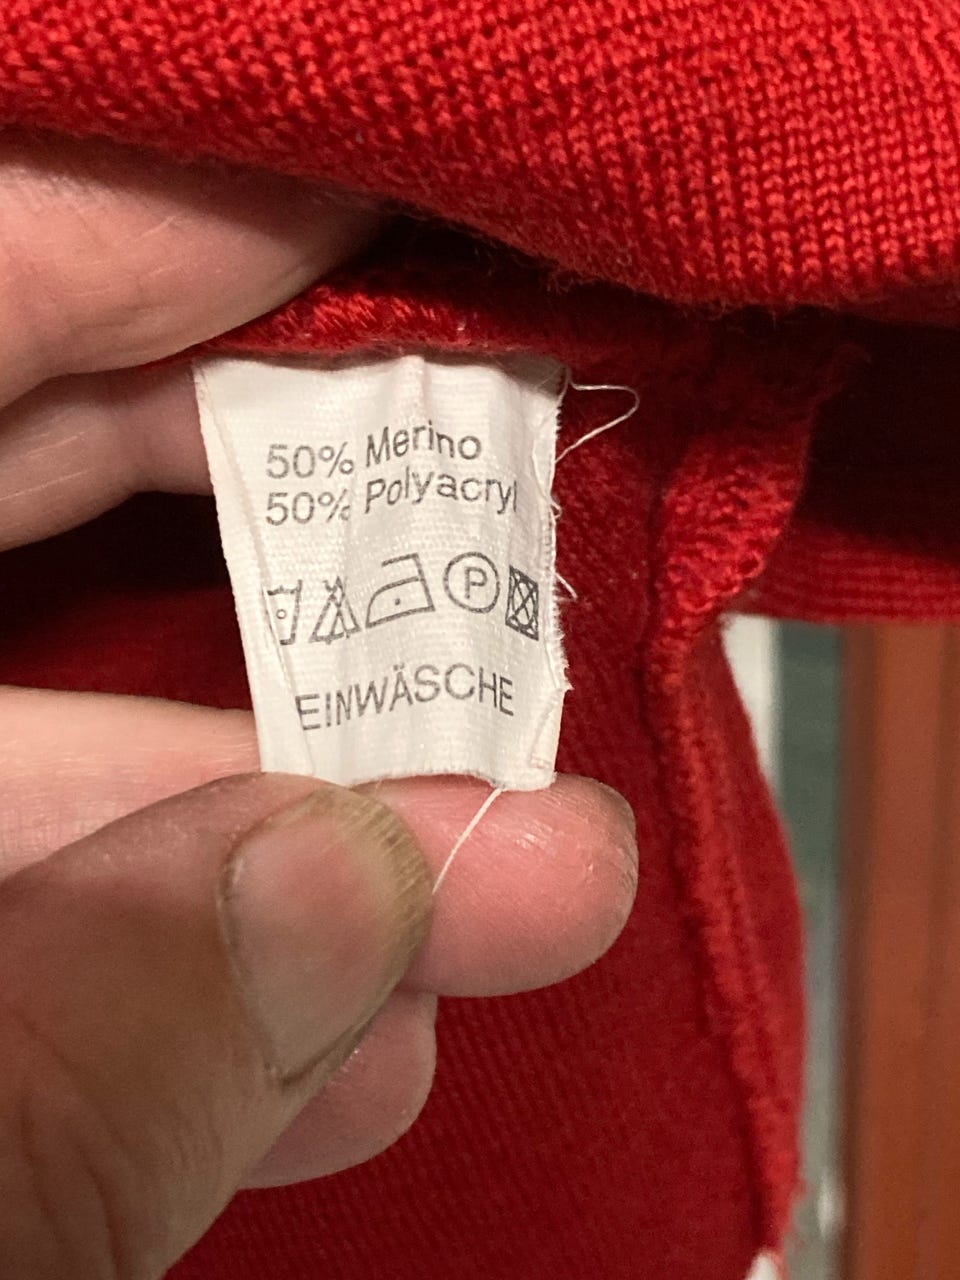 50% Merino
50% Polyacryl
P
EINWÄSCHE